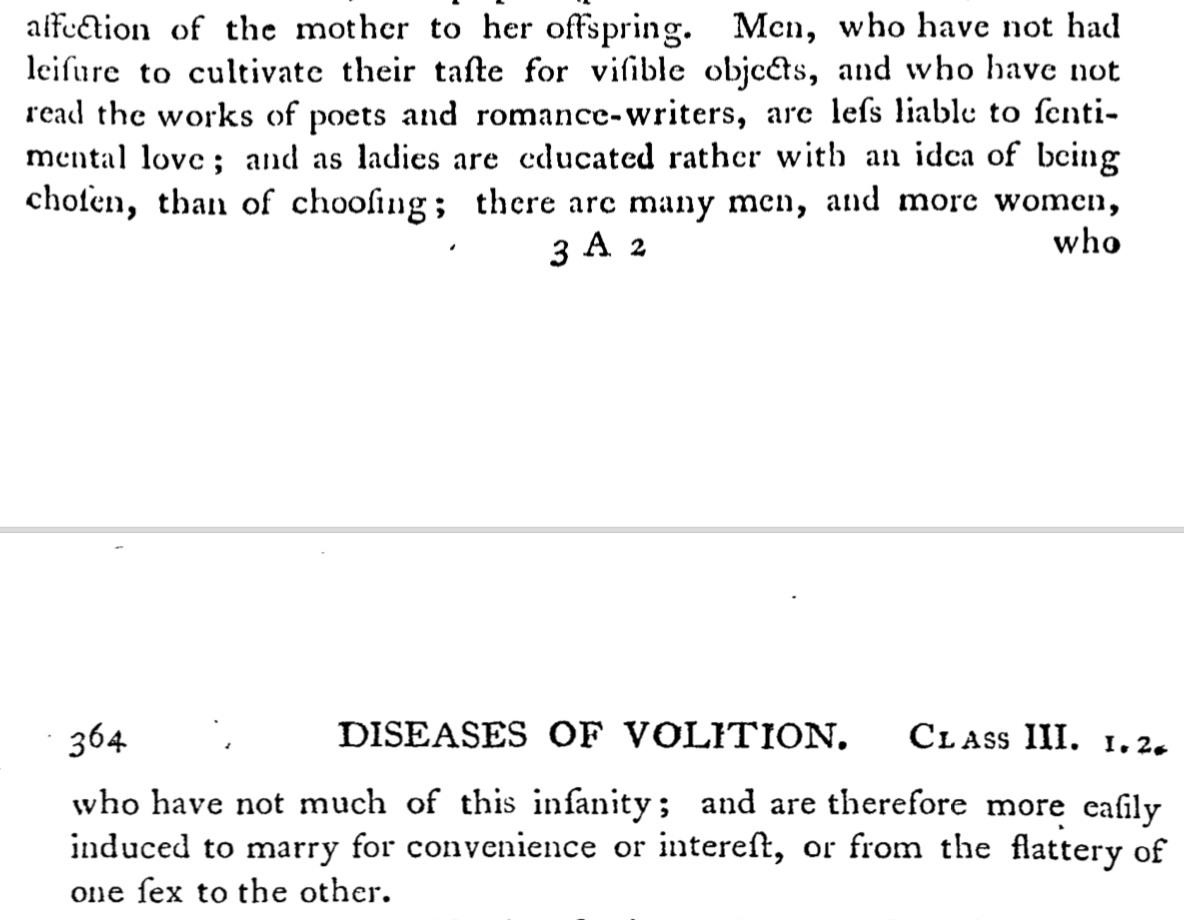 affection of the mother to her offspring. Men, who have not had
leiſure to cultivate their taſte for viſible objects, and who have not
read the works of poets and romance-writers, are leſs liable to ſenti-
mental love; and as ladies are educated rather with an idea of being
choſen, than of chooſing; there are many men, and more women,
3 A 2 who
364 DISEASES OF VOLITION. CLASS III. 1. 2.
who have not much of this inſanity; and are therefore more eaſily
induced to marry for convenience or intereſt, or from the flattery of
one ſex to the other.